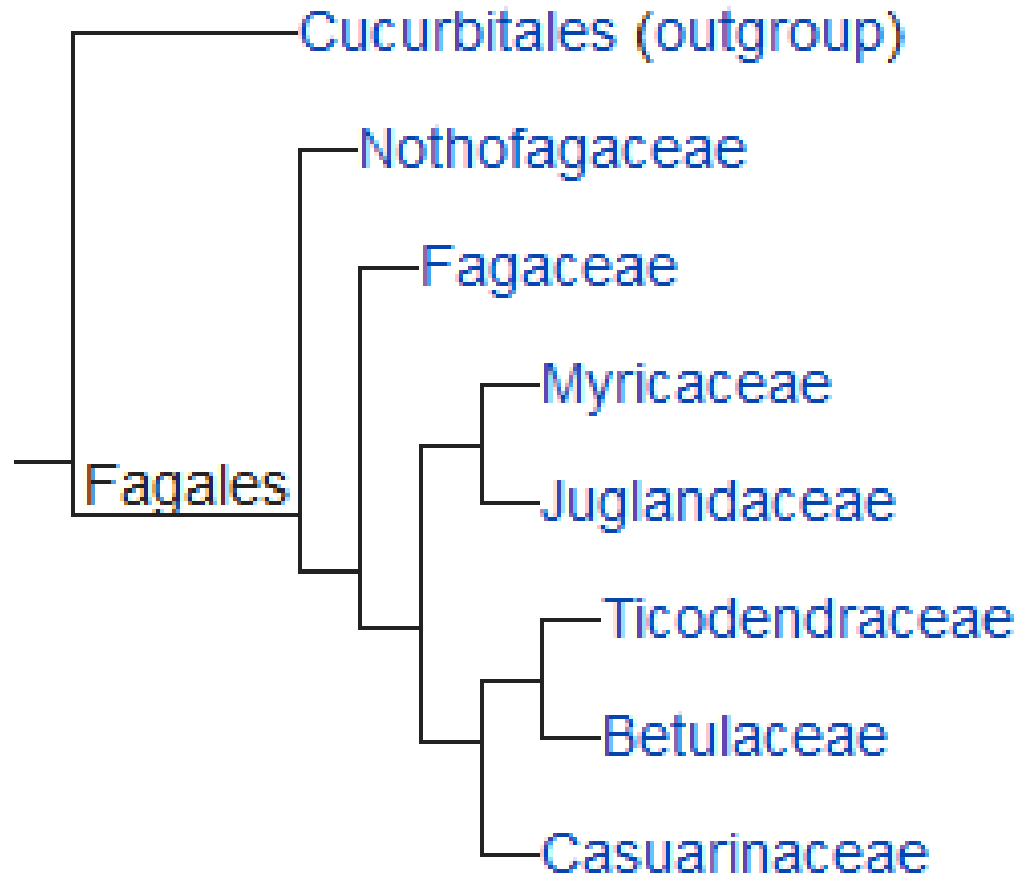 Cucurbitales (outgroup)
Nothofagaceae
Fagaceae
Myricaceae
Fagales
Juglandaceae
Ticodendraceae
Betulaceae
Casuarinaceae